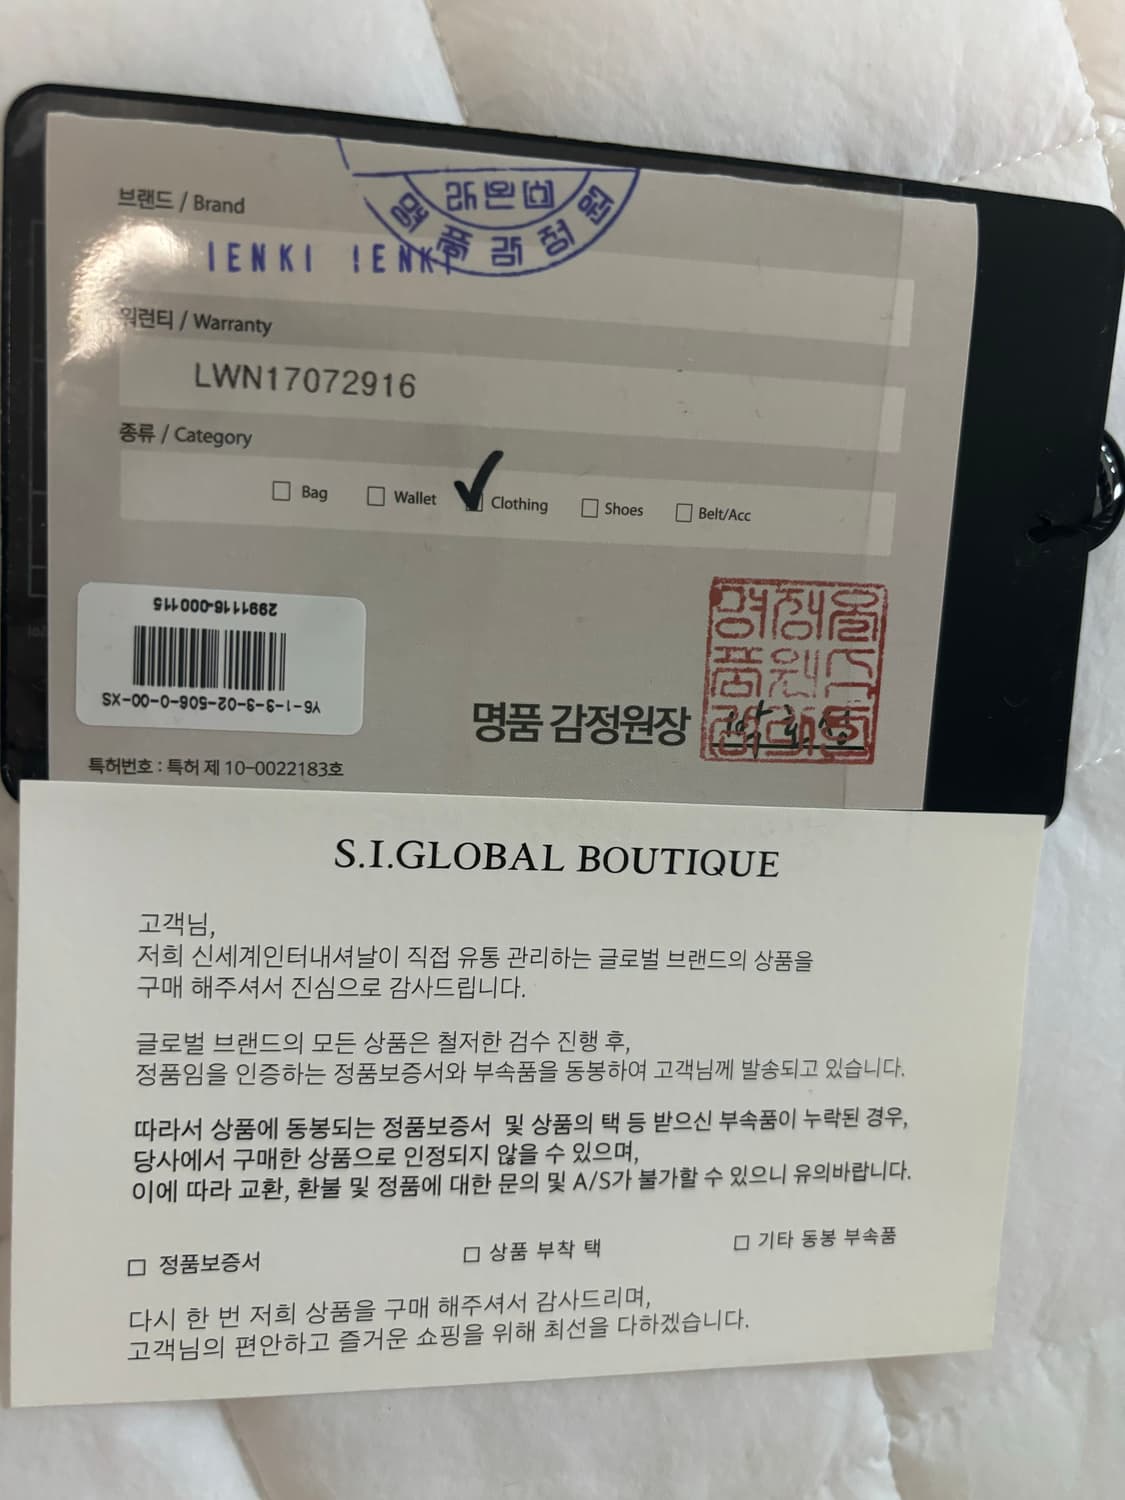 명품감정원
브랜드 / Brand
IENKI IENKI
워런티 / Warranty
LWN17072916
종류 / Category
Bag Wallet Clothing Shoes Belt/Acc
291116-000115
Y6-1-3-3-02-506-0-00-XS
명품 감정원장
특허번호 : 특허 제 10-0022183호
S.I.GLOBAL BOUTIQUE
고객님,
저희 신세계인터내셔날이 직접 유통 관리하는 글로벌 브랜드의 상품을
구매 해주셔서 진심으로 감사드립니다.
글로벌 브랜드의 모든 상품은 철저한 검수 진행 후,
정품임을 인증하는 정품보증서와 부속품을 동봉하여 고객님께 발송되고 있습니다.
따라서 상품에 동봉되는 정품보증서 및 상품의 택 등 받으신 부속품이 누락된 경우,
당사에서 구매한 상품으로 인정되지 않을 수 있으며,
이에 따라 교환, 환불 및 정품에 대한 문의 및 A/S가 불가할 수 있으니 유의바랍니다.
□ 정품보증서 □ 상품 부착 택 □ 기타 동봉 부속품
다시 한 번 저희 상품을 구매 해주셔서 감사드리며,
고객님의 편안하고 즐거운 쇼핑을 위해 최선을 다하겠습니다.